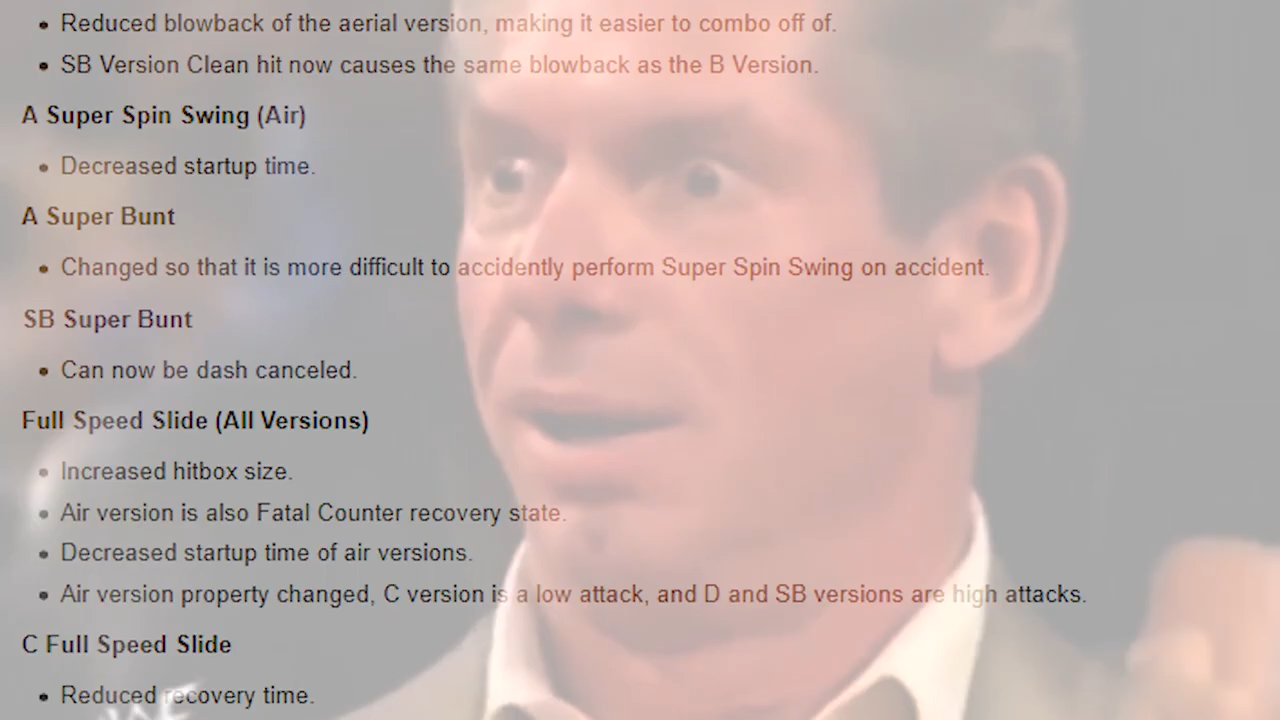 Reduced blowback of the aerial version, making it easier to combo off of.
SB Version Clean hit now causes the same blowback as the B Version.
A Super Spin Swing (Air)
Decreased startup time.
A Super Bunt
Changed so that it is more difficult to accidently perform Super Spin Swing on accident.
SB Super Bunt
Can now be dash canceled.
Full Speed Slide (All Versions)
Increased hitbox size.
Air version is also Fatal Counter recovery state.
Decreased startup time of air versions.
Air version property changed, C version is a low attack, and D and SB versions are high attacks.
C Full Speed Slide
Reduced recovery time.